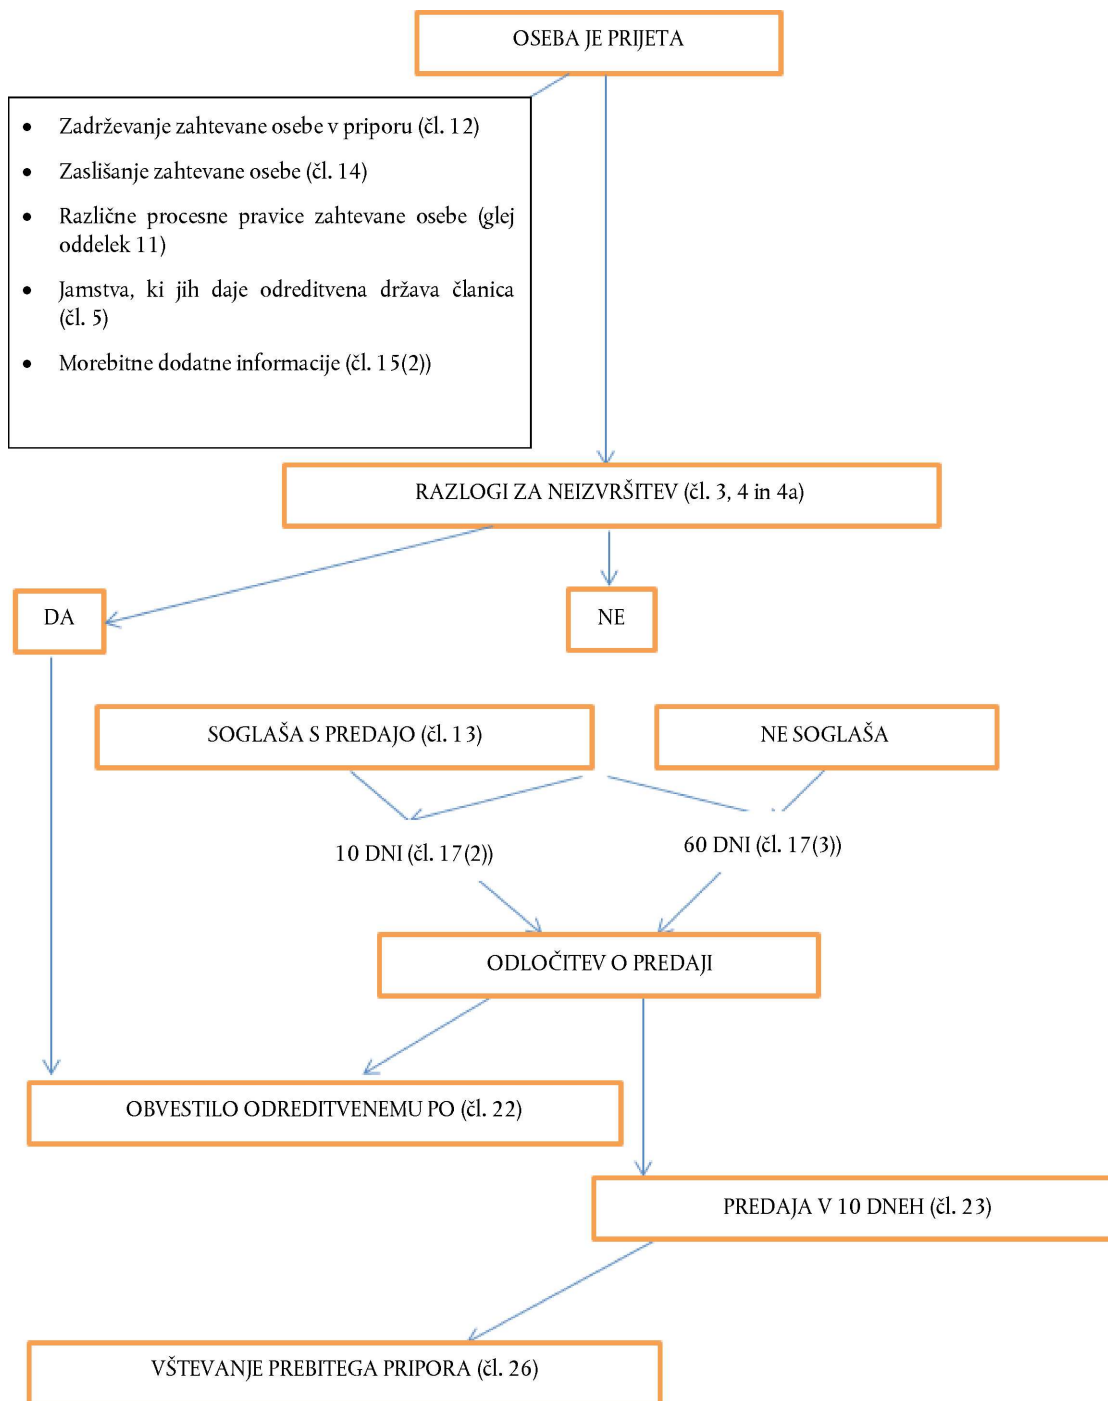 OSEBA JE PRIJETA
• Zadrževanje zahtevane osebe v priporu (čl. 12)
• Zaslišanje zahtevane osebe (čl. 14)
• Različne procesne pravice zahtevane osebe (glej
oddelek 11)
• Jamstva, ki jih daje odreditvena država članica
(čl. 5)
• Morebitne dodatne informacije (čl. 15(2))
RAZLOGI ZA NEIZVRŠITEV (čl. 3, 4 in 4a)
DA
NE
SOGLAŠA S PREDAJO (čl. 13)
NE SOGLAŠA
10 DNI (čl. 17(2))
60 DNI (čl. 17(3))
ODLOČITEV O PREDAJI
OBVESTILO ODREDITVENEMU PO (čl. 22)
PREDAJA V 10 DNEH (čl. 23)
VŠTEVANJE PREBITEGA PRIPORA (čl. 26)